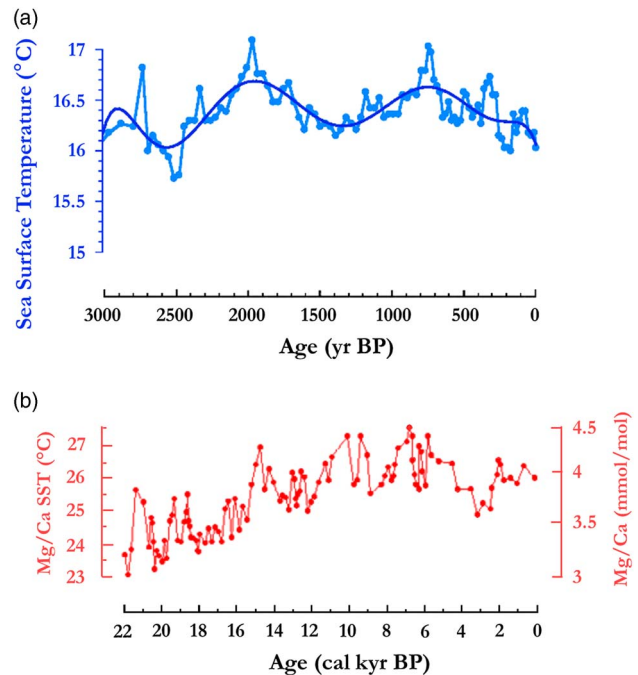 (a)
Sea Surface Temperature (°C)
17
16.5
16
15.5
15
3000 2500 2000 1500 1000 500 0
Age (yr BP)
(b)
Mg/Ca SST (°C)
27
26
25
24
23
4.5
4
3.5
3
Mg/Ca (mmol/mol)
22 20 18 16 14 12 10 8 6 4 2 0
Age (cal kyr BP)